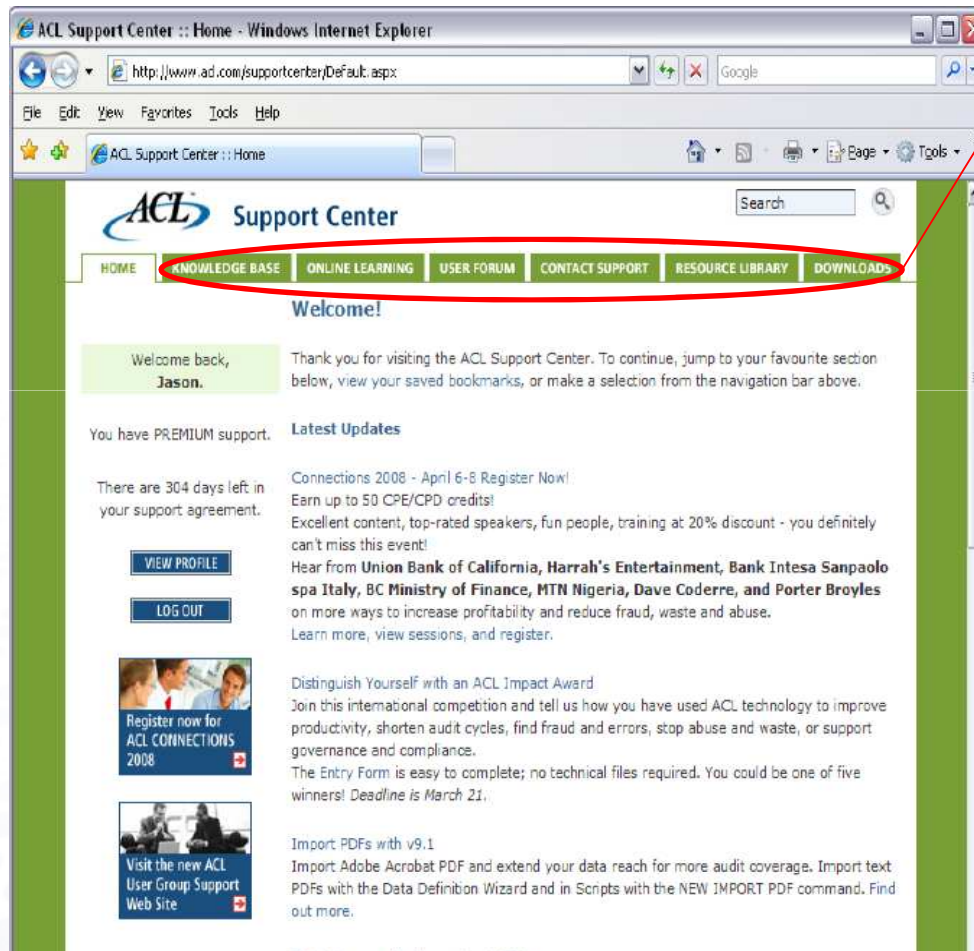 ACL Support Center :: Home - Windows Internet Explorer
http://www.acl.com/supportcenter/Default.aspx
Google
File Edit View Favorites Tools Help
ACL Support Center :: Home
Page Tools
ACL Support Center
Search
HOME KNOWLEDGE BASE ONLINE LEARNING USER FORUM CONTACT SUPPORT RESOURCE LIBRARY DOWNLOADS
Welcome back,
Jason.
You have PREMIUM support.
There are 304 days left in
your support agreement.
VIEW PROFILE
LOG OUT
Register now for
ACL CONNECTIONS
2008
Visit the new ACL
User Group Support
Web Site
Welcome!
Thank you for visiting the ACL Support Center. To continue, jump to your favourite section
below, view your saved bookmarks, or make a selection from the navigation bar above.
Latest Updates
Connections 2008 - April 6-8 Register Now!
Earn up to 50 CPE/CPD credits!
Excellent content, top-rated speakers, fun people, training at 20% discount - you definitely
can't miss this event!
Hear from Union Bank of California, Harrah's Entertainment, Bank Intesa Sanpaolo
spa Italy, BC Ministry of Finance, MTN Nigeria, Dave Coderre, and Porter Broyles
on more ways to increase profitability and reduce fraud, waste and abuse.
Learn more, view sessions, and register.
Distinguish Yourself with an ACL Impact Award
Join this international competition and tell us how you have used ACL technology to improve
productivity, shorten audit cycles, find fraud and errors, stop abuse and waste, or support
governance and compliance.
The Entry Form is easy to complete; no technical files required. You could be one of five
winners! Deadline is March 21.
Import PDFs with v9.1
Import Adobe Acrobat PDF and extend your data reach for more audit coverage. Import text
PDFs with the Data Definition Wizard and in Scripts with the NEW IMPORT PDF command. Find
out more.